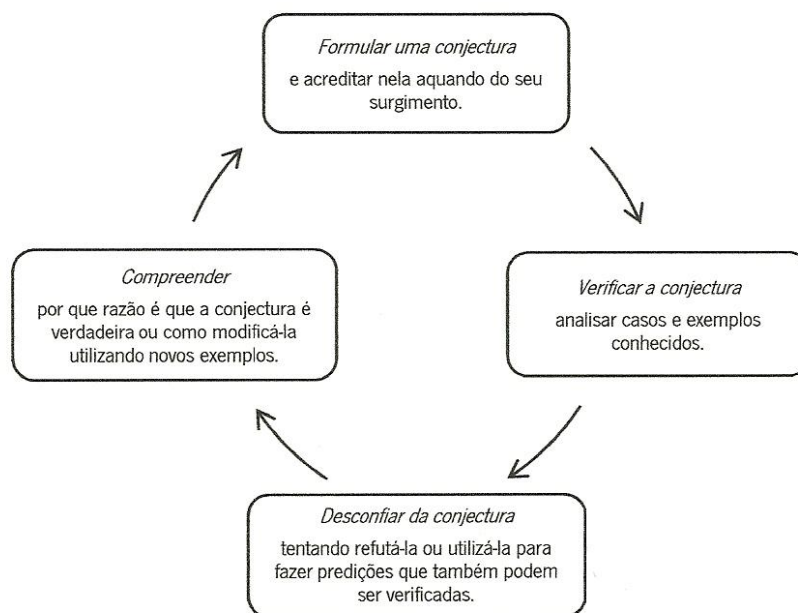 Formular uma conjectura
e acreditar nela aquando do seu
surgimento.
Compreender
por que razão é que a conjectura é
verdadeira ou como modificá-la
utilizando novos exemplos.
Verificar a conjectura
analisar casos e exemplos
conhecidos.
Desconfiar da conjectura
tentando refutá-la ou utilizá-la para
fazer predições que também podem
ser verificadas.